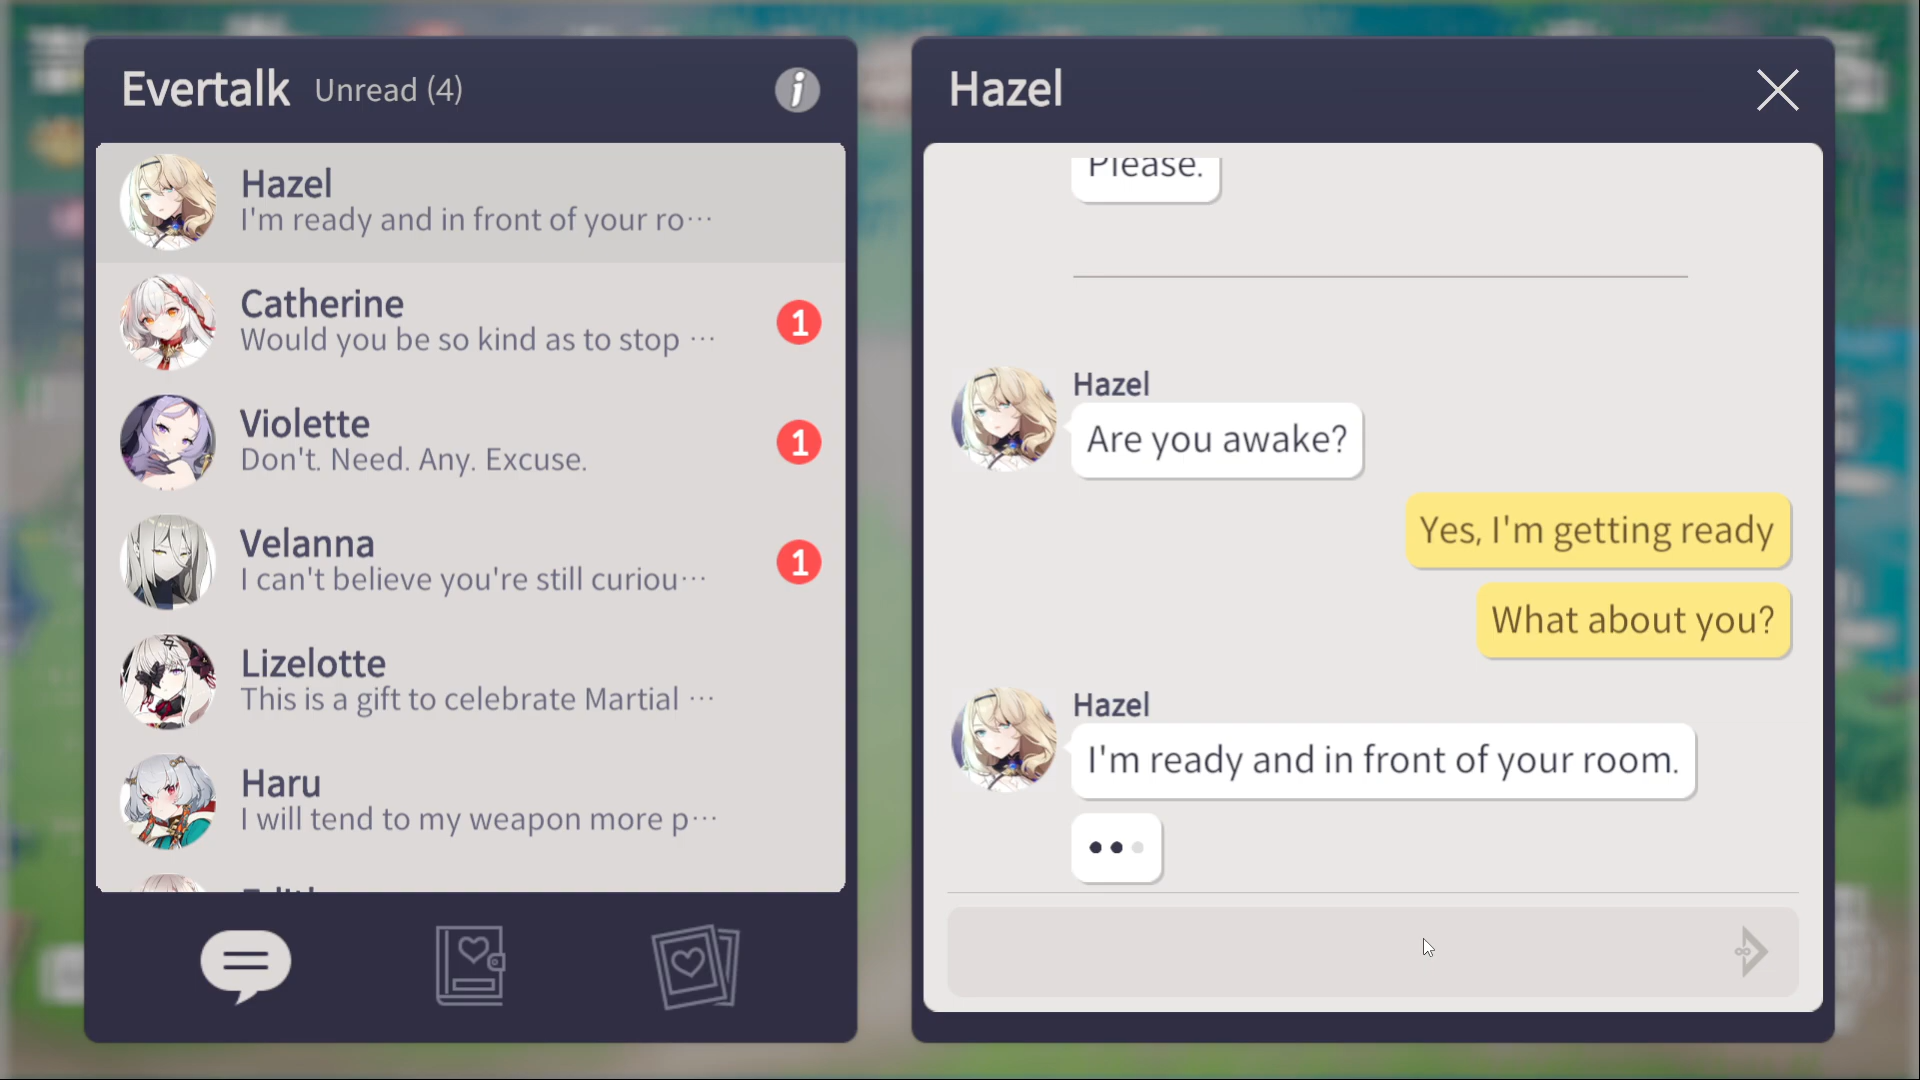 Evertalk Unread (4)
Hazel
I'm ready and in front of your ro···
Catherine
Would you be so kind as to stop ···
1
Violette
Don't. Need. Any. Excuse.
1
Velanna
I can't believe you're still curiou···
1
Lizelotte
This is a gift to celebrate Martial ···
Haru
I will tend to my weapon more p···
Hazel
Please.
Hazel
Are you awake?
Yes, I'm getting ready
What about you?
Hazel
I'm ready and in front of your room.